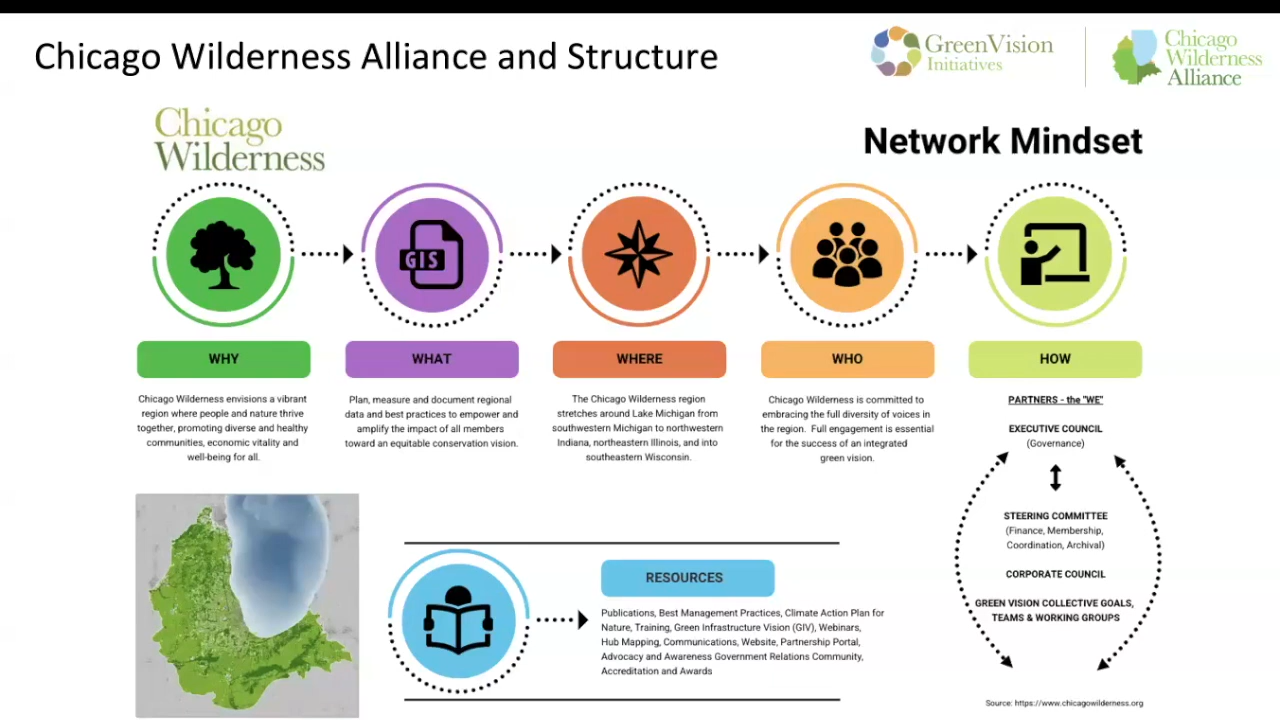 Chicago Wilderness Alliance and Structure
GreenVision
Initiatives
Chicago
Wilderness
Alliance
Chicago
Wilderness
Network Mindset
GIS
WHY
WHAT
WHERE
WHO
HOW
Chicago Wilderness envisions a vibrant
region where people and nature thrive
together, promoting diverse and healthy
communities, economic vitality and
well-being for all.
Plan, measure and document regional
data and best practices to empower and
amplify the impact of all members
toward an equitable conservation vision.
The Chicago Wilderness region
stretches around Lake Michigan from
southwestern Michigan to northwestern
Indiana, northeastern Illinois, and into
southeastern Wisconsin.
Chicago Wilderness is committed to
embracing the full diversity of voices in
the region. Full engagement is essential
for the success of an integrated
green vision.
PARTNERS - the "WE"
EXECUTIVE COUNCIL
(Governance)
STEERING COMMITTEE
(Finance, Membership,
Coordination, Archival)
CORPORATE COUNCIL
GREEN VISION COLLECTIVE GOALS,
TEAMS & WORKING GROUPS
RESOURCES
Publications, Best Management Practices, Climate Action Plan for
Nature, Training, Green Infrastructure Vision (GIV), Webinars,
Hub Mapping, Communications, Website, Partnership Portal,
Advocacy and Awareness Government Relations Community,
Accreditation and Awards
Source: https://www.chicagowilderness.org